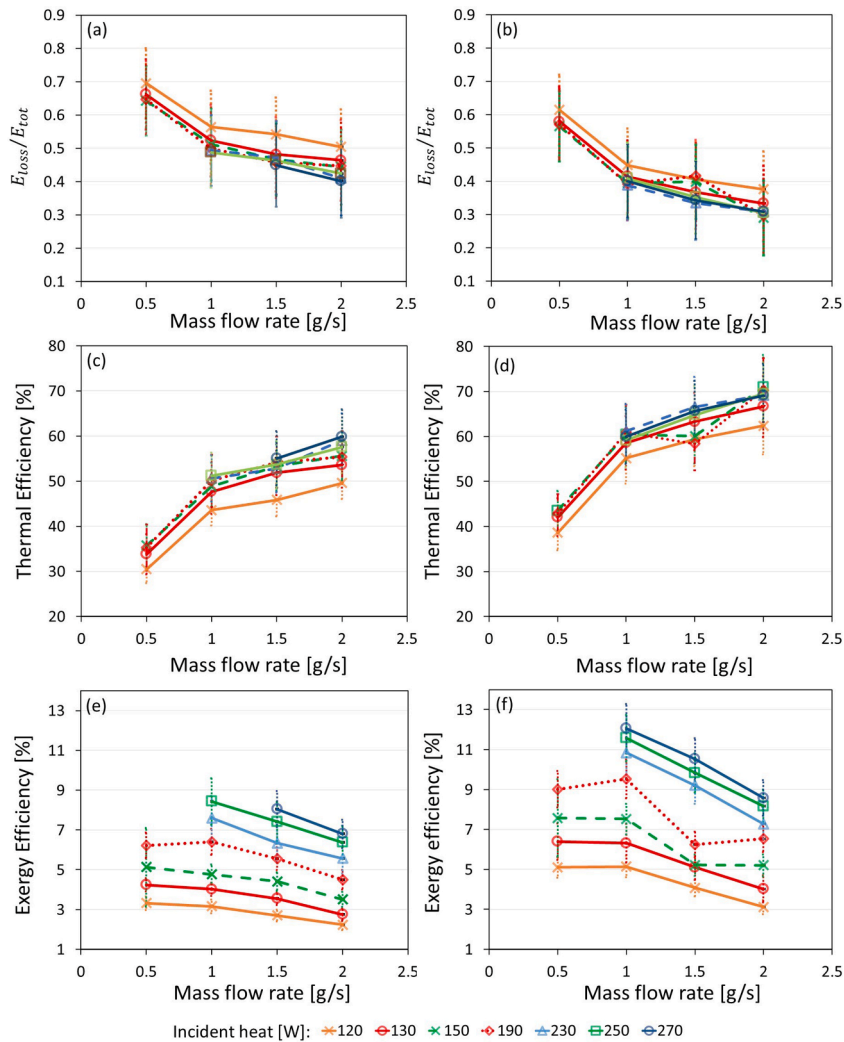 (a)
0.9
0.8
0.7
0.6
0.5
0.4
0.3
0.2
0.1
E_loss/E_tot
0 0.5 1 1.5 2 2.5
Mass flow rate [g/s]
(b)
0.9
0.8
0.7
0.6
0.5
0.4
0.3
0.2
0.1
E_loss/E_tot
0 0.5 1 1.5 2 2.5
Mass flow rate [g/s]
(c)
80
70
60
50
40
30
20
Thermal Efficiency [%]
0 0.5 1 1.5 2 2.5
Mass flow rate [g/s]
(d)
80
70
60
50
40
30
20
Thermal Efficiency [%]
0 0.5 1 1.5 2 2.5
Mass flow rate [g/s]
(e)
13
11
9
7
5
3
1
Exergy Efficiency [%]
0 0.5 1 1.5 2 2.5
Mass flow rate [g/s]
(f)
13
11
9
7
5
3
1
Exergy efficiency [%]
0 0.5 1 1.5 2 2.5
Mass flow rate [g/s]
Incident heat [W]: 120 130 150 190 230 250 270